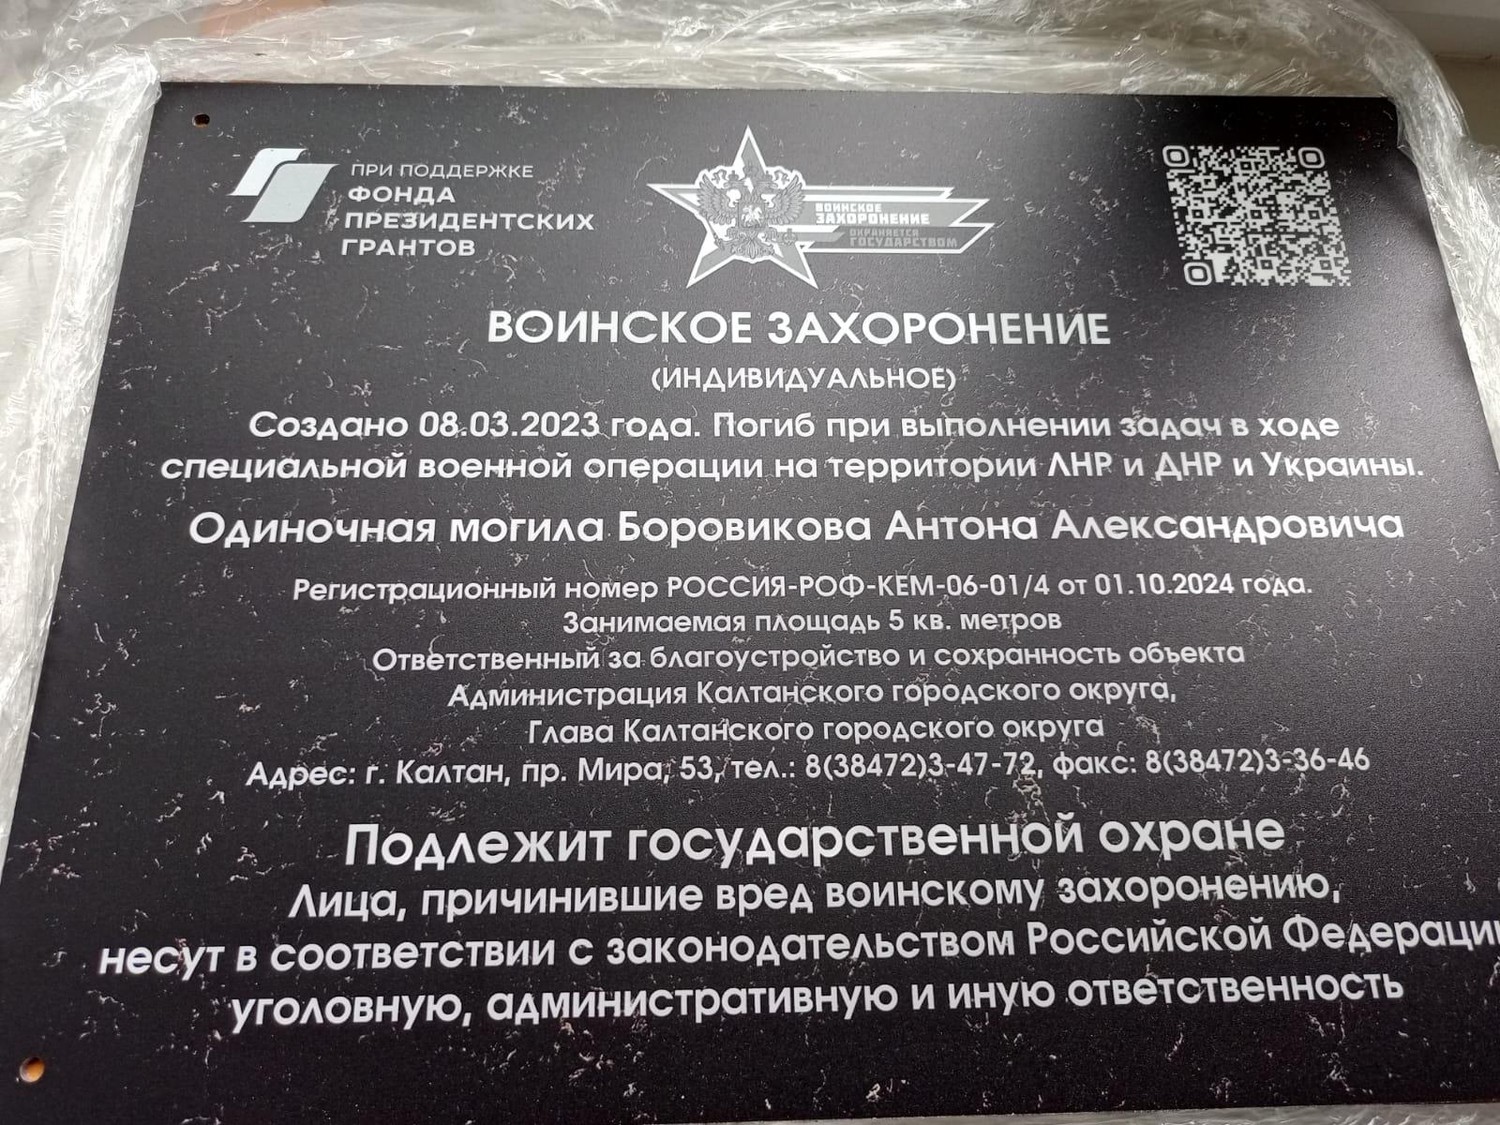 ПРИ ПОДДЕРЖКЕ
ФОНДА
ПРЕЗИДЕНТСКИХ
ГРАНТОВ
ВОИНСКОЕ
ЗАХОРОНЕНИЕ
ОХРАНЯЕТСЯ
ГОСУДАРСТВОМ
ВОИНСКОЕ ЗАХОРОНЕНИЕ
(ИНДИВИДУАЛЬНОЕ)
Создано 08.03.2023 года. Погиб при выполнении задач в ходе
специальной военной операции на территории ЛНР и ДНР и Украины.
Одиночная могила Боровикова Антона Александровича
Регистрационный номер РОССИЯ-РОФ-КЕМ-06-01/4 от 01.10.2024 года.
Занимаемая площадь 5 кв. метров
Ответственный за благоустройство и сохранность объекта
Администрация Калтанского городского округа,
Глава Калтанского городского округа
Адрес: г. Калтан, пр. Мира, 53, тел.: 8(38472)3-47-72, факс: 8(38472)3-36-46
Подлежит государственной охране
Лица, причинившие вред воинскому захоронению,
несут в соответствии с законодательством Российской Федерации
уголовную, административную и иную ответственность